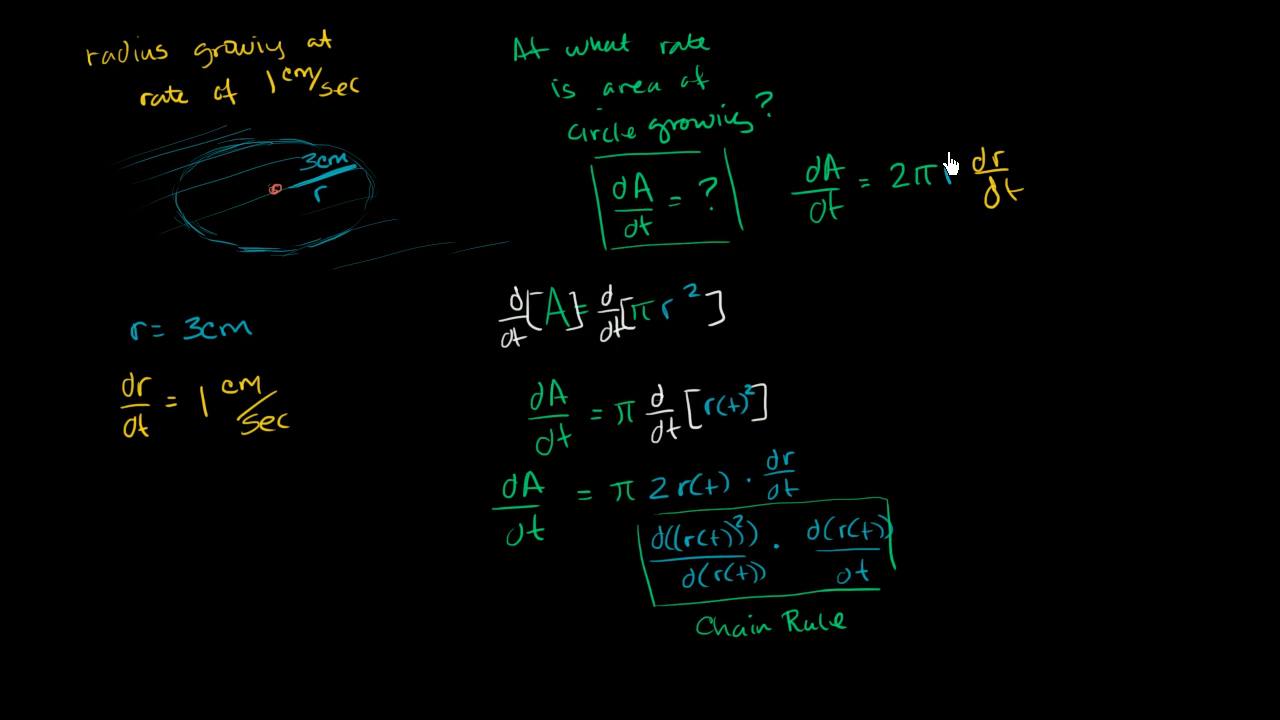 radius growing at
rate of 1 cm/sec
3cm
r
r = 3cm
dr/dt = 1 cm/sec
At what rate
is area of
circle growing?
dA/dt = ?
dA/dt = 2π dr/dt
d/dt[A] = d/dt[πr²]
dA/dt = π d/dt [r(t)²]
dA/dt = π 2r(t) · dr/dt
d((r(t))²)/d(r(t)) · d(r(t))/dt
Chain Rule